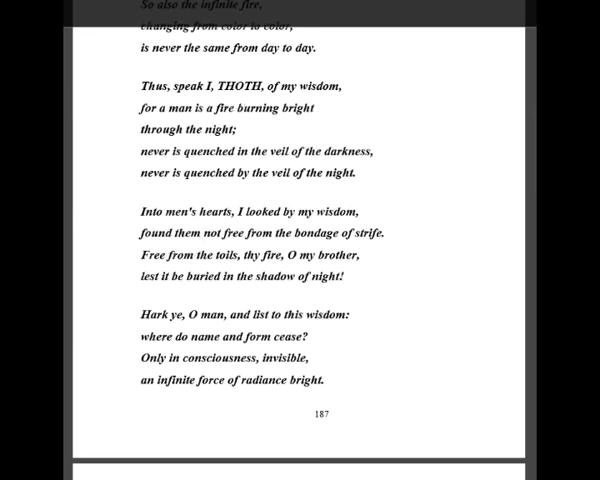 So also the infinite fire,
changing from color to color,
is never the same from day to day.
Thus, speak I, THOTH, of my wisdom,
for a man is a fire burning bright
through the night;
never is quenched in the veil of the darkness,
never is quenched by the veil of the night.
Into men's hearts, I looked by my wisdom,
found them not free from the bondage of strife.
Free from the toils, thy fire, O my brother,
lest it be buried in the shadow of night!
Hark ye, O man, and list to this wisdom:
where do name and form cease?
Only in consciousness, invisible,
an infinite force of radiance bright.
187